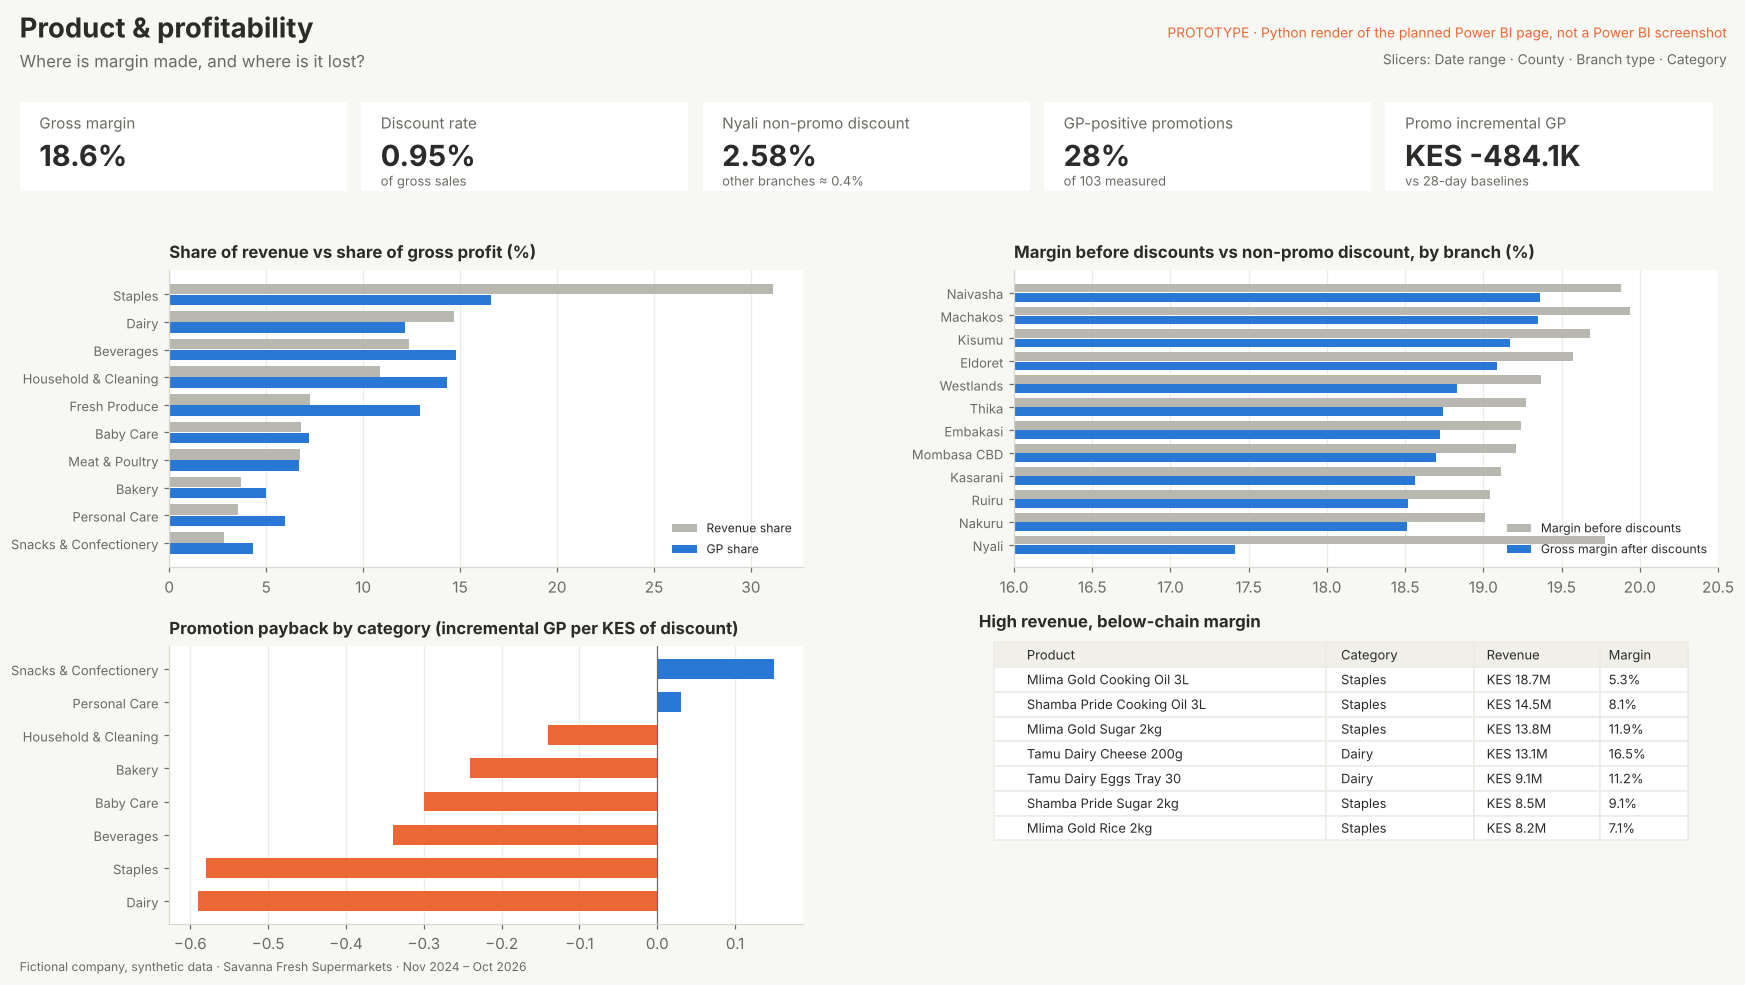 Product & profitability
PROTOTYPE · Python render of the planned Power BI page, not a Power BI screenshot
Where is margin made, and where is it lost?
Slicers: Date range · County · Branch type · Category
Gross margin
18.6%
Discount rate
0.95%
of gross sales
Nyali non-promo discount
2.58%
other branches ≈ 0.4%
GP-positive promotions
28%
of 103 measured
Promo incremental GP
KES -484.1K
vs 28-day baselines
Share of revenue vs share of gross profit (%)
Staples
Dairy
Beverages
Household & Cleaning
Fresh Produce
Baby Care
Meat & Poultry
Bakery
Personal Care
Snacks & Confectionery
Revenue share
GP share
0 5 10 15 20 25 30
Margin before discounts vs non-promo discount, by branch (%)
Naivasha
Machakos
Kisumu
Eldoret
Westlands
Thika
Embakasi
Mombasa CBD
Kasarani
Ruiru
Nakuru
Nyali
Margin before discounts
Gross margin after discounts
16.0 16.5 17.0 17.5 18.0 18.5 19.0 19.5 20.0 20.5
Promotion payback by category (incremental GP per KES of discount)
Snacks & Confectionery
Personal Care
Household & Cleaning
Bakery
Baby Care
Beverages
Staples
Dairy
−0.6 −0.5 −0.4 −0.3 −0.2 −0.1 0.0 0.1
High revenue, below-chain margin
Product Category Revenue Margin
Mlima Gold Cooking Oil 3L Staples KES 18.7M 5.3%
Shamba Pride Cooking Oil 3L Staples KES 14.5M 8.1%
Mlima Gold Sugar 2kg Staples KES 13.8M 11.9%
Tamu Dairy Cheese 200g Dairy KES 13.1M 16.5%
Tamu Dairy Eggs Tray 30 Dairy KES 9.1M 11.2%
Shamba Pride Sugar 2kg Staples KES 8.5M 9.1%
Mlima Gold Rice 2kg Staples KES 8.2M 7.1%
Fictional company, synthetic data · Savanna Fresh Supermarkets · Nov 2024 – Oct 2026